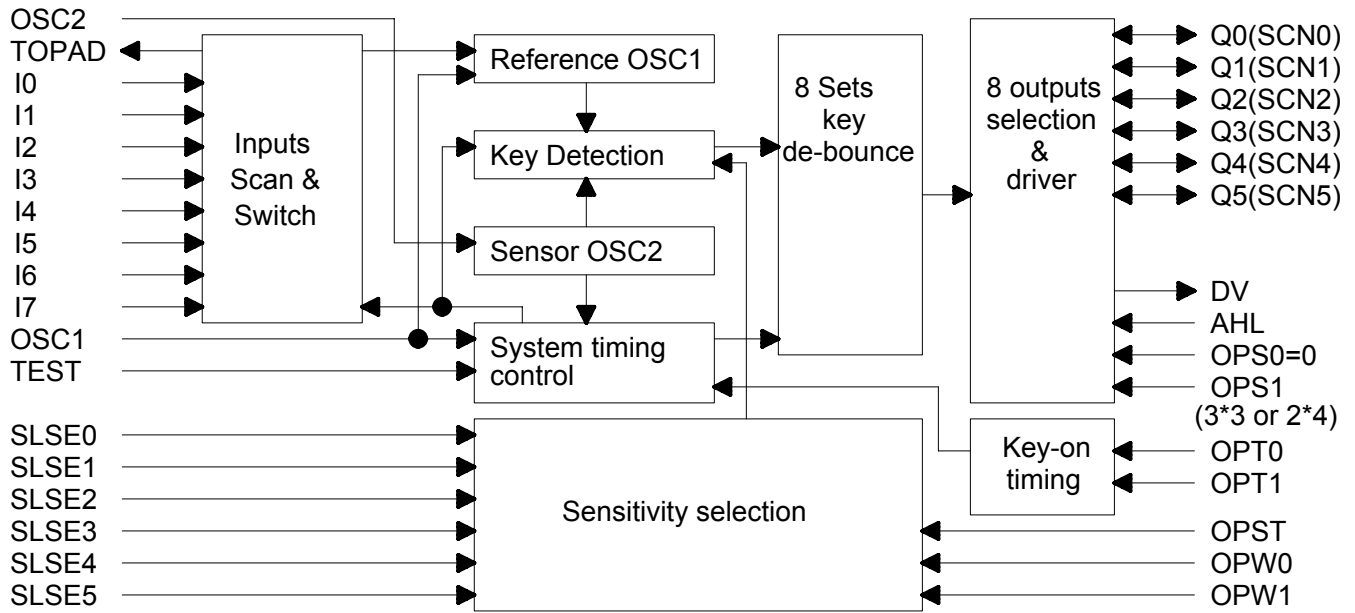 OSC2
TOPAD
I0
I1
I2
I3
I4
I5
I6
I7
OSC1
TEST
SLSE0
SLSE1
SLSE2
SLSE3
SLSE4
SLSE5
Inputs
Scan &
Switch
Reference OSC1
Key Detection
Sensor OSC2
System timing
control
Sensitivity selection
8 Sets
key
de-bounce
8 outputs
selection
&
driver
Key-on
timing
Q0(SCN0)
Q1(SCN1)
Q2(SCN2)
Q3(SCN3)
Q4(SCN4)
Q5(SCN5)
DV
AHL
OPS0=0
OPS1
(3*3 or 2*4)
OPT0
OPT1
OPST
OPW0
OPW1